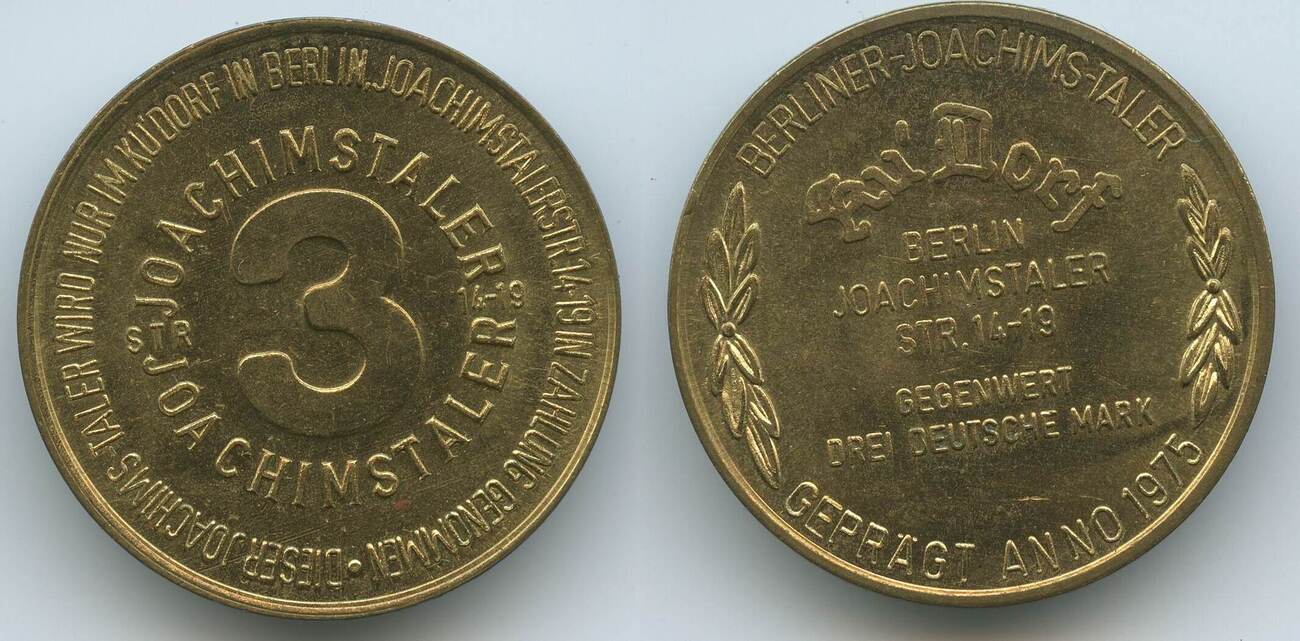 DIESER JOACHIMS-TALER WIRD NUR IM KU'DORF IN BERLIN, JOACHIMSTALERSTR. 14-19 IN ZAHLUNG GENOMMEN •
JOACHIMSTALER
STR
3
14-19
JOACHIMSTALER
BERLINER-JOACHIMS-TALER
Ku' Dorf
BERLIN
JOACHIMSTALER
STR. 14-19
GEGENWERT
DREI DEUTSCHE MARK
GEPRÄGT ANNO 1975